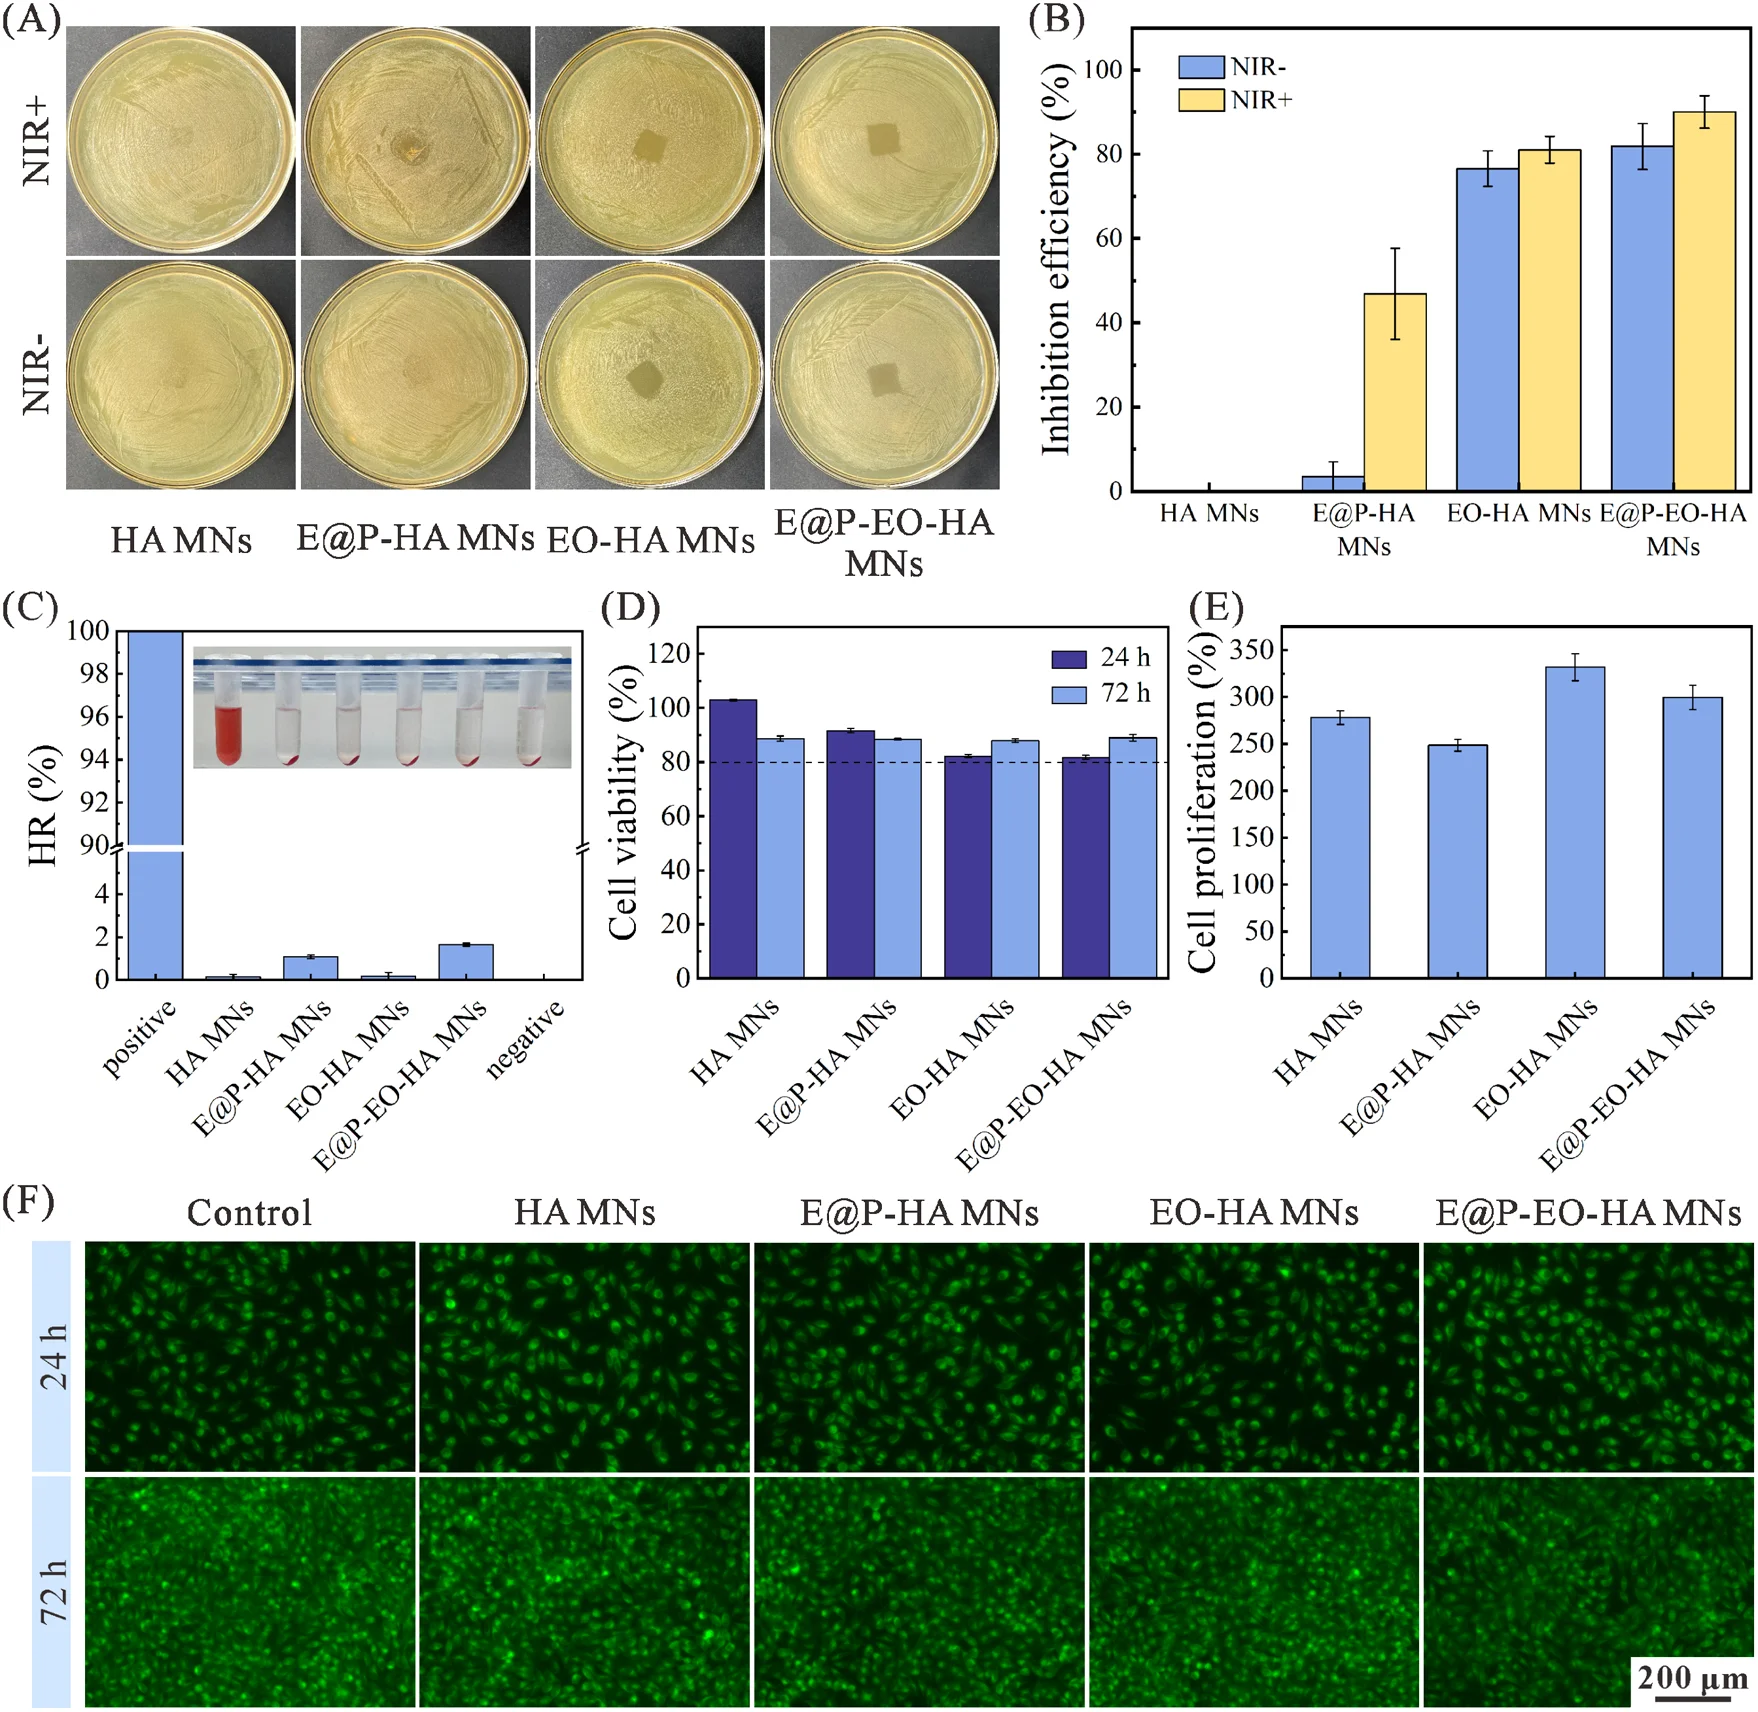 (A)
NIR+
NIR-
HA MNs
E@P-HA MNs
EO-HA MNs
E@P-EO-HA
MNs
(B)
Inhibition efficiency (%)
100
80
60
40
20
0
NIR-
NIR+
HA MNs
E@P-HA
MNs
EO-HA MNs
E@P-EO-HA
MNs
(C)
HR (%)
100
98
96
94
92
90
4
2
0
positive
HA MNs
E@P-HA MNs
EO-HA MNs
E@P-EO-HA MNs
negative
(D)
Cell viability (%)
120
100
80
60
40
20
0
24 h
72 h
HA MNs
E@P-HA MNs
EO-HA MNs
E@P-EO-HA MNs
(E)
Cell proliferation (%)
350
300
250
200
150
100
50
0
HA MNs
E@P-HA MNs
EO-HA MNs
E@P-EO-HA MNs
(F)
Control
HA MNs
E@P-HA MNs
EO-HA MNs
E@P-EO-HA MNs
24 h
72 h
200 μm